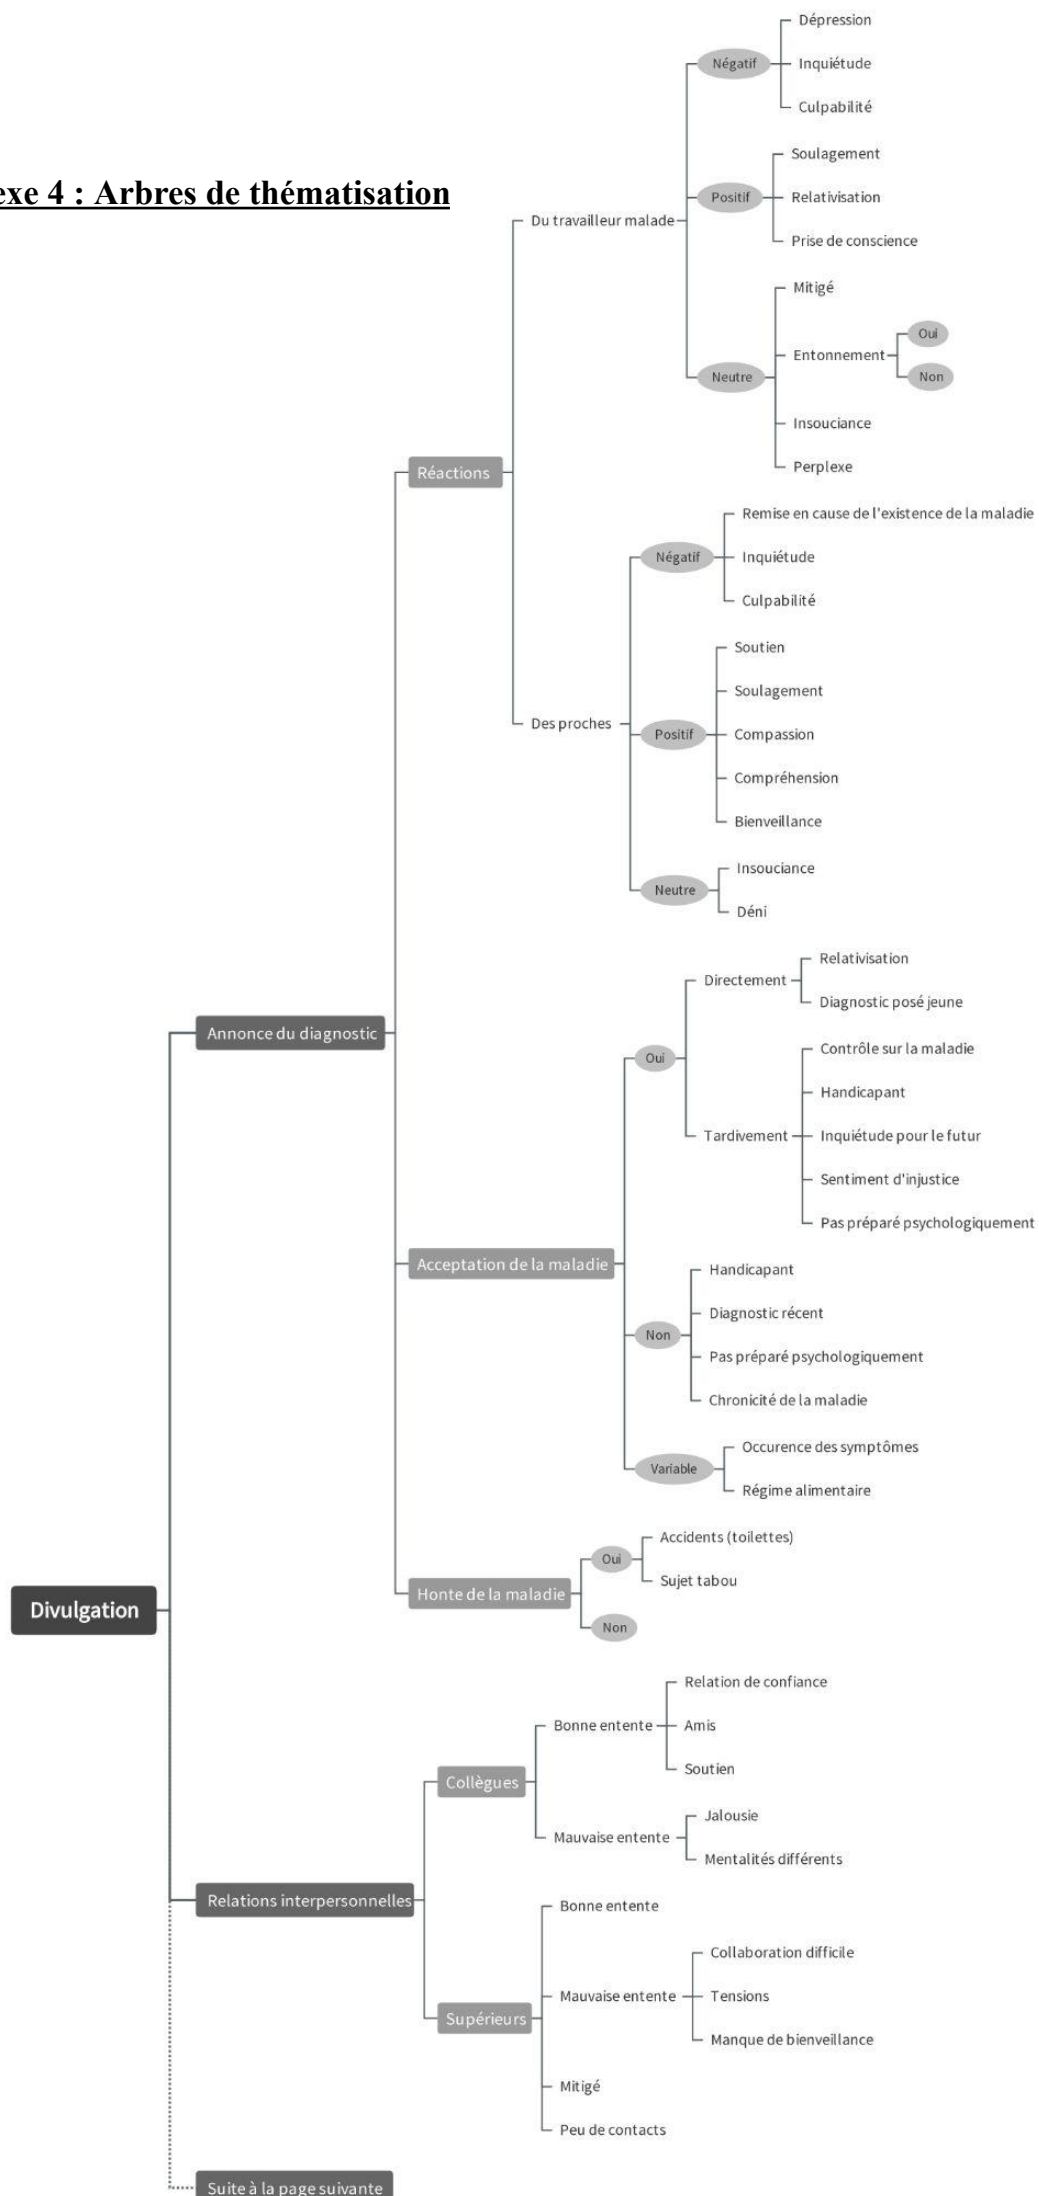 exe 4 : Arbres de thématisation
Divulgation
Annonce du diagnostic
Réactions
Du travailleur malade
Négatif
Dépression
Inquiétude
Culpabilité
Positif
Soulagement
Relativisation
Prise de conscience
Neutre
Mitigé
Entonnement
Oui
Non
Insouciance
Perplexe
Des proches
Négatif
Remise en cause de l'existence de la maladie
Inquiétude
Culpabilité
Positif
Soutien
Soulagement
Compassion
Compréhension
Bienveillance
Neutre
Insouciance
Déni
Acceptation de la maladie
Oui
Directement
Relativisation
Diagnostic posé jeune
Tardivement
Contrôle sur la maladie
Handicapant
Inquiétude pour le futur
Sentiment d'injustice
Pas préparé psychologiquement
Non
Handicapant
Diagnostic récent
Pas préparé psychologiquement
Chronicité de la maladie
Variable
Occurence des symptômes
Régime alimentaire
Honte de la maladie
Oui
Accidents (toilettes)
Sujet tabou
Non
Relations interpersonnelles
Collègues
Bonne entente
Relation de confiance
Amis
Soutien
Mauvaise entente
Jalousie
Mentalités différents
Supérieurs
Bonne entente
Mauvaise entente
Collaboration difficile
Tensions
Manque de bienveillance
Mitigé
Peu de contacts
Suite à la page suivante